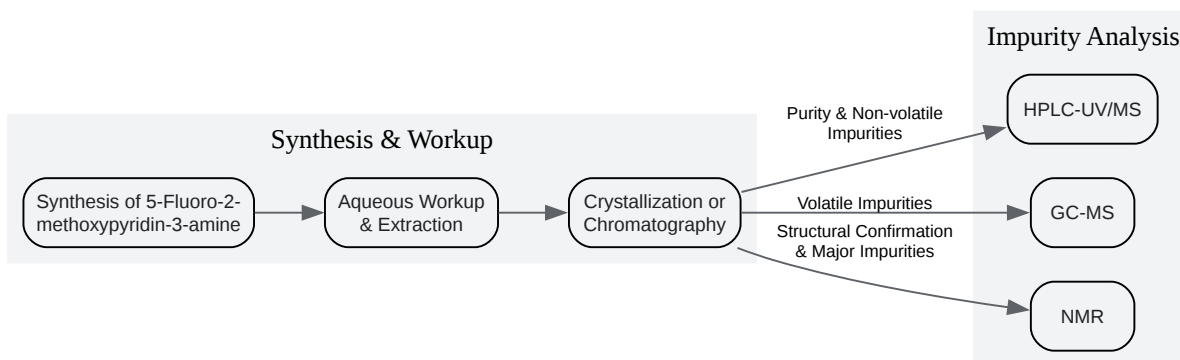 Impurity Analysis
HPLC-UV/MS
Purity & Non-volatile
Impurities
Synthesis & Workup
Synthesis of 5-Fluoro-2-
methoxypyridin-3-amine
Aqueous Workup
& Extraction
Crystallization or
Chromatography
Volatile Impurities
GC-MS
Structural Confirmation
& Major Impurities
NMR